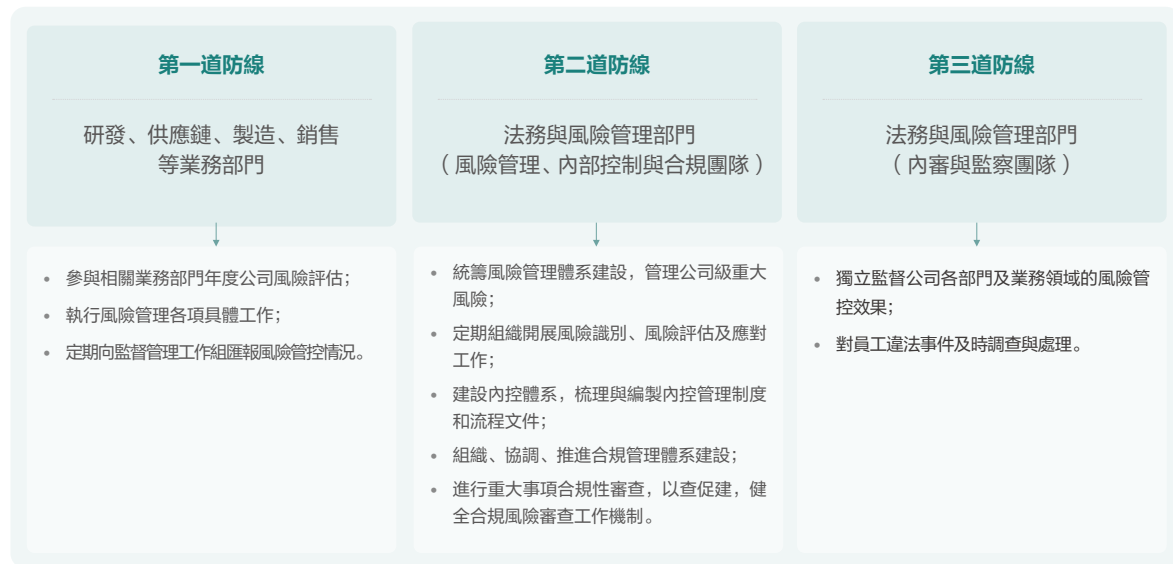 第一道防線
研發、供應鏈、製造、銷售
等業務部門
參與相關業務部門年度公司風險評估；
執行風險管理各項具體工作；
定期向監督管理工作組匯報風險管控情況。
第二道防線
法務與風險管理部門
（風險管理、內部控制與合規團隊）
統籌風險管理體系建設，管理公司級重大
風險；
定期組織開展風險識別、風險評估及應對
工作；
建設內控體系，梳理與編製內控管理制度
和流程文件；
組織、協調、推進合規管理體系建設；
進行重大事項合規性審查，以查促建，健
全合規風險審查工作機制。
第三道防線
法務與風險管理部門
（內審與監察團隊）
獨立監督公司各部門及業務領域的風險管
控效果；
對員工違法事件及時調查與處理。